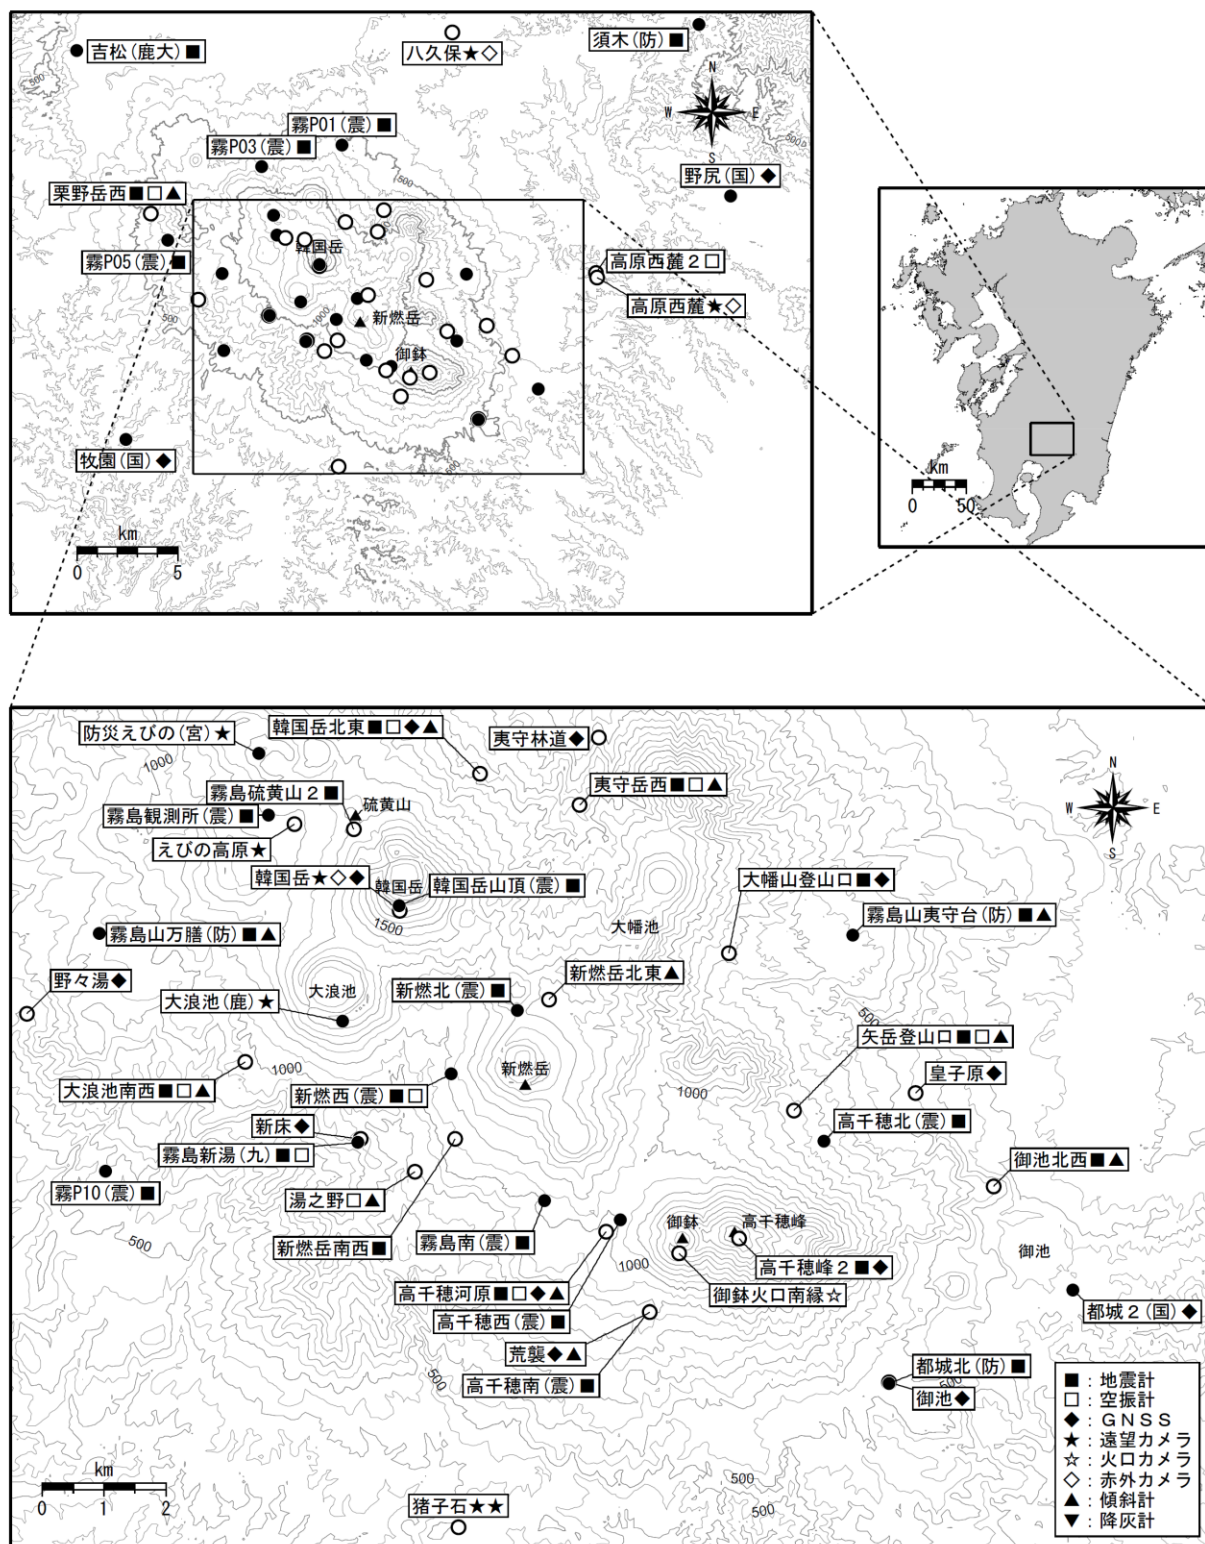 吉松(鹿大)■
八久保★◇
須木(防)■
N
W E
S
霧P01(震)■
霧P03(震)■
野尻(国)◆
栗野岳西■□▲
霧P05(震)■
韓国岳
高原西麓2□
高原西麓★◇
新燃岳
御鉢
牧園(国)◆
500
500
500
500
500
1000
km
0 5
km
0 50
防災えびの(宮)★
韓国岳北東■□◆▲
夷守林道◆
1000
霧島硫黄山2■
硫黄山
夷守岳西■□▲
N
W E
S
霧島観測所(震)■
えびの高原★
韓国岳★◇◆
韓国岳
韓国岳山頂(震)■
大幡山登山口■◆
1500
大幡池
霧島山万膳(防)■▲
霧島山夷守台(防)■▲
野々湯◆
大浪池
大浪池(鹿)★
新燃北(震)■
新燃岳北東▲
500
矢岳登山口■□▲
大浪池南西■□▲
1000
新燃岳
新燃西(震)■□
1000
皇子原◆
新床◆
霧島新湯(九)■□
高千穂北(震)■
霧P10(震)■
湯之野□▲
御池北西■▲
新燃岳南西■
霧島南(震)■
御鉢
高千穂峰
500
御池
1000
高千穂峰2■◆
高千穂河原■□◆▲
御鉢火口南縁☆
高千穂西(震)■
都城2(国)◆
荒襲◆▲
高千穂南(震)■
500
都城北(防)■
500
御池◆
■：地震計
□：空振計
◆：GNSS
★：遠望カメラ
☆：火口カメラ
◇：赤外カメラ
▲：傾斜計
▼：降灰計
km
0 1 2
500
500
猪子石★★